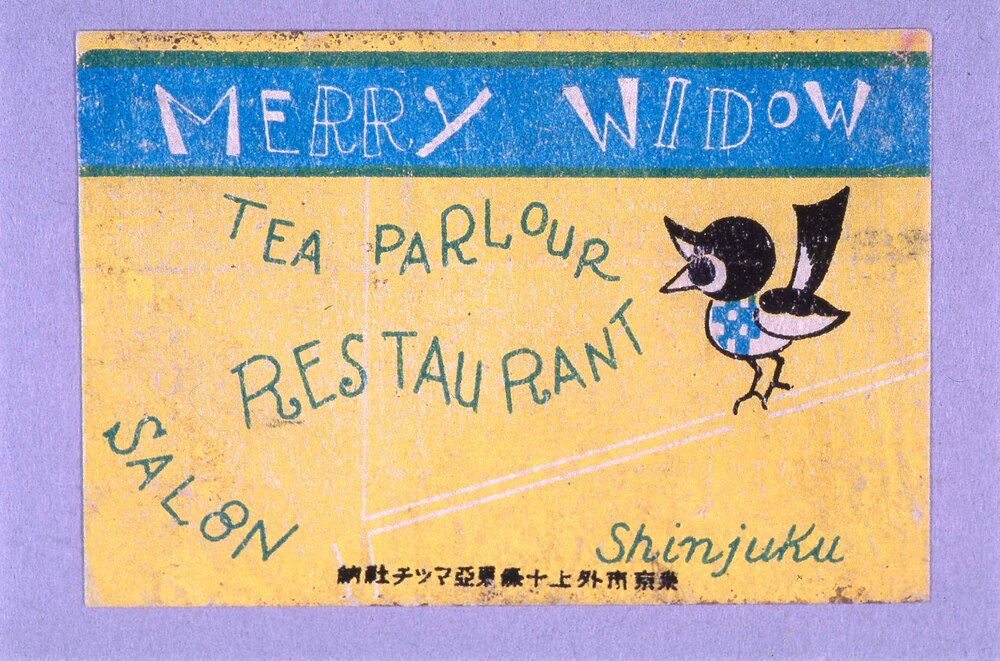 MERRY WIDOW
TEA PARLOUR
RESTAURANT
SALON
Shinjuku
東京市外上十條東亞マツチ社納